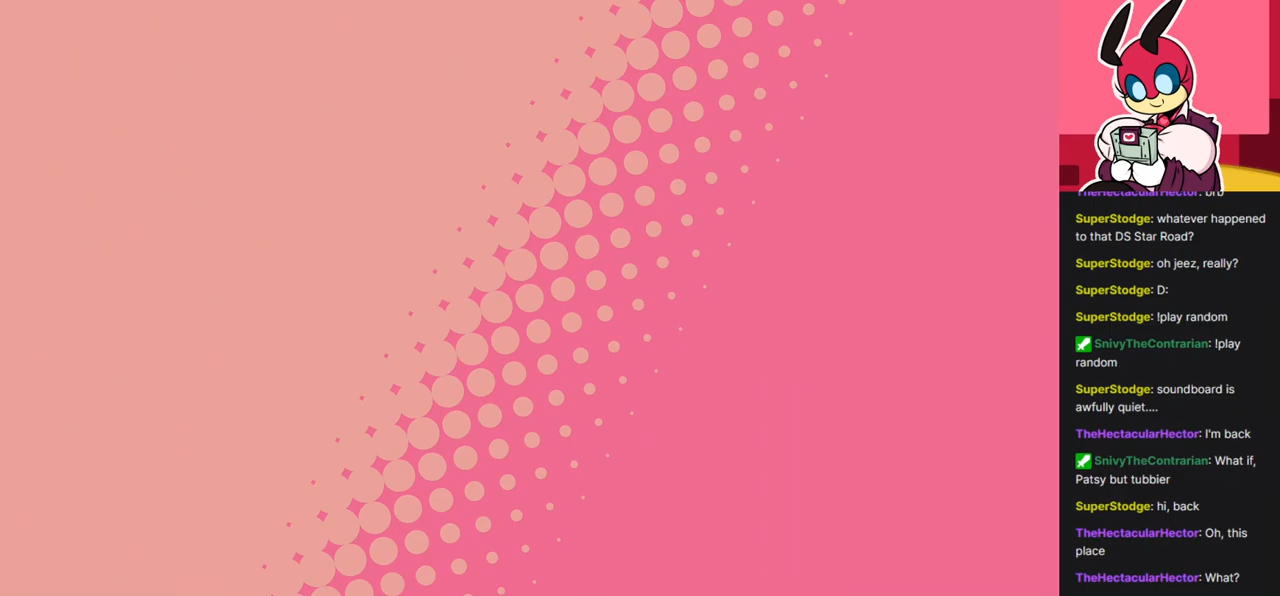 TheHectacularHector: brb
SuperStodge: whatever happened
to that DS Star Road?
SuperStodge: oh jeez, really?
SuperStodge: D:
SuperStodge: !play random
SnivyTheContrarian: !play
random
SuperStodge: soundboard is
awfully quiet....
TheHectacularHector: I'm back
SnivyTheContrarian: What if,
Patsy but tubbier
SuperStodge: hi, back
TheHectacularHector: Oh, this
place
TheHectacularHector: What?